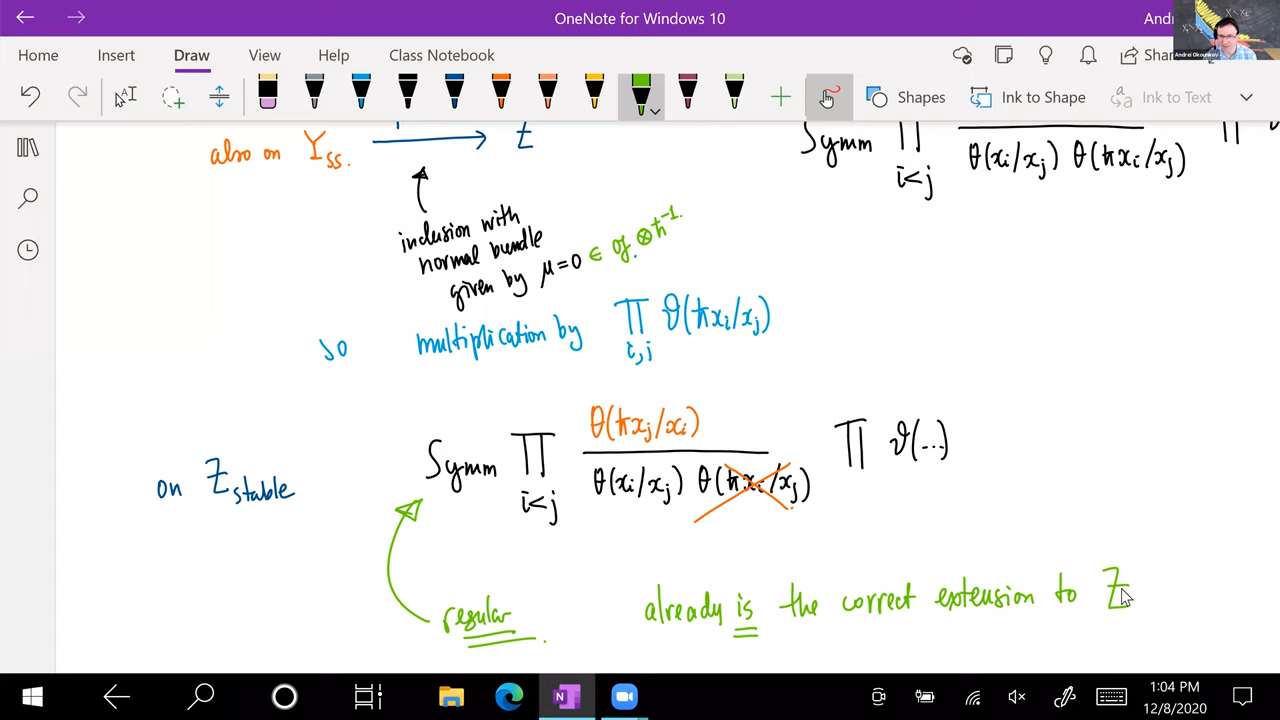 OneNote for Windows 10
Andrei Okounkov
Home Insert Draw View Help Class Notebook Shapes Ink to Shape Ink to Text
also on Y_ss. → Z
Symm ∏_{i<j} θ(x_i/x_j) θ(ħx_i/x_j)
inclusion with
normal bundle
given by μ=0 ∈ 𝔤 ⊗ ħ^{-1}.
so multiplication by ∏_{i,j} ϑ(ħx_i/x_j)
on Z_stable Symm ∏_{i<j} θ(ħx_j/x_i) / θ(x_i/x_j) θ(ħx_i/x_j) ∏ ϑ(...)
regular. already is the correct extension to Z
1:04 PM
12/8/2020